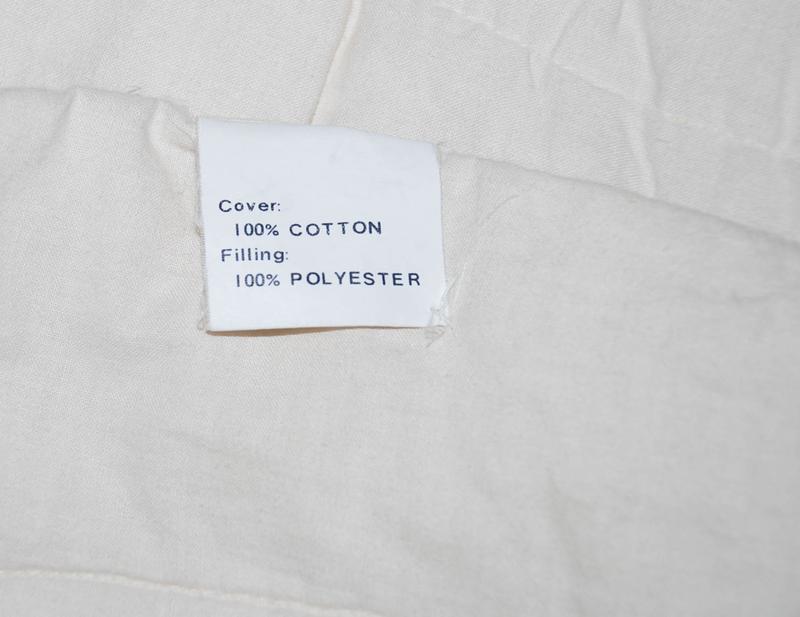 Cover:
100% COTTON
Filling:
100% POLYESTER